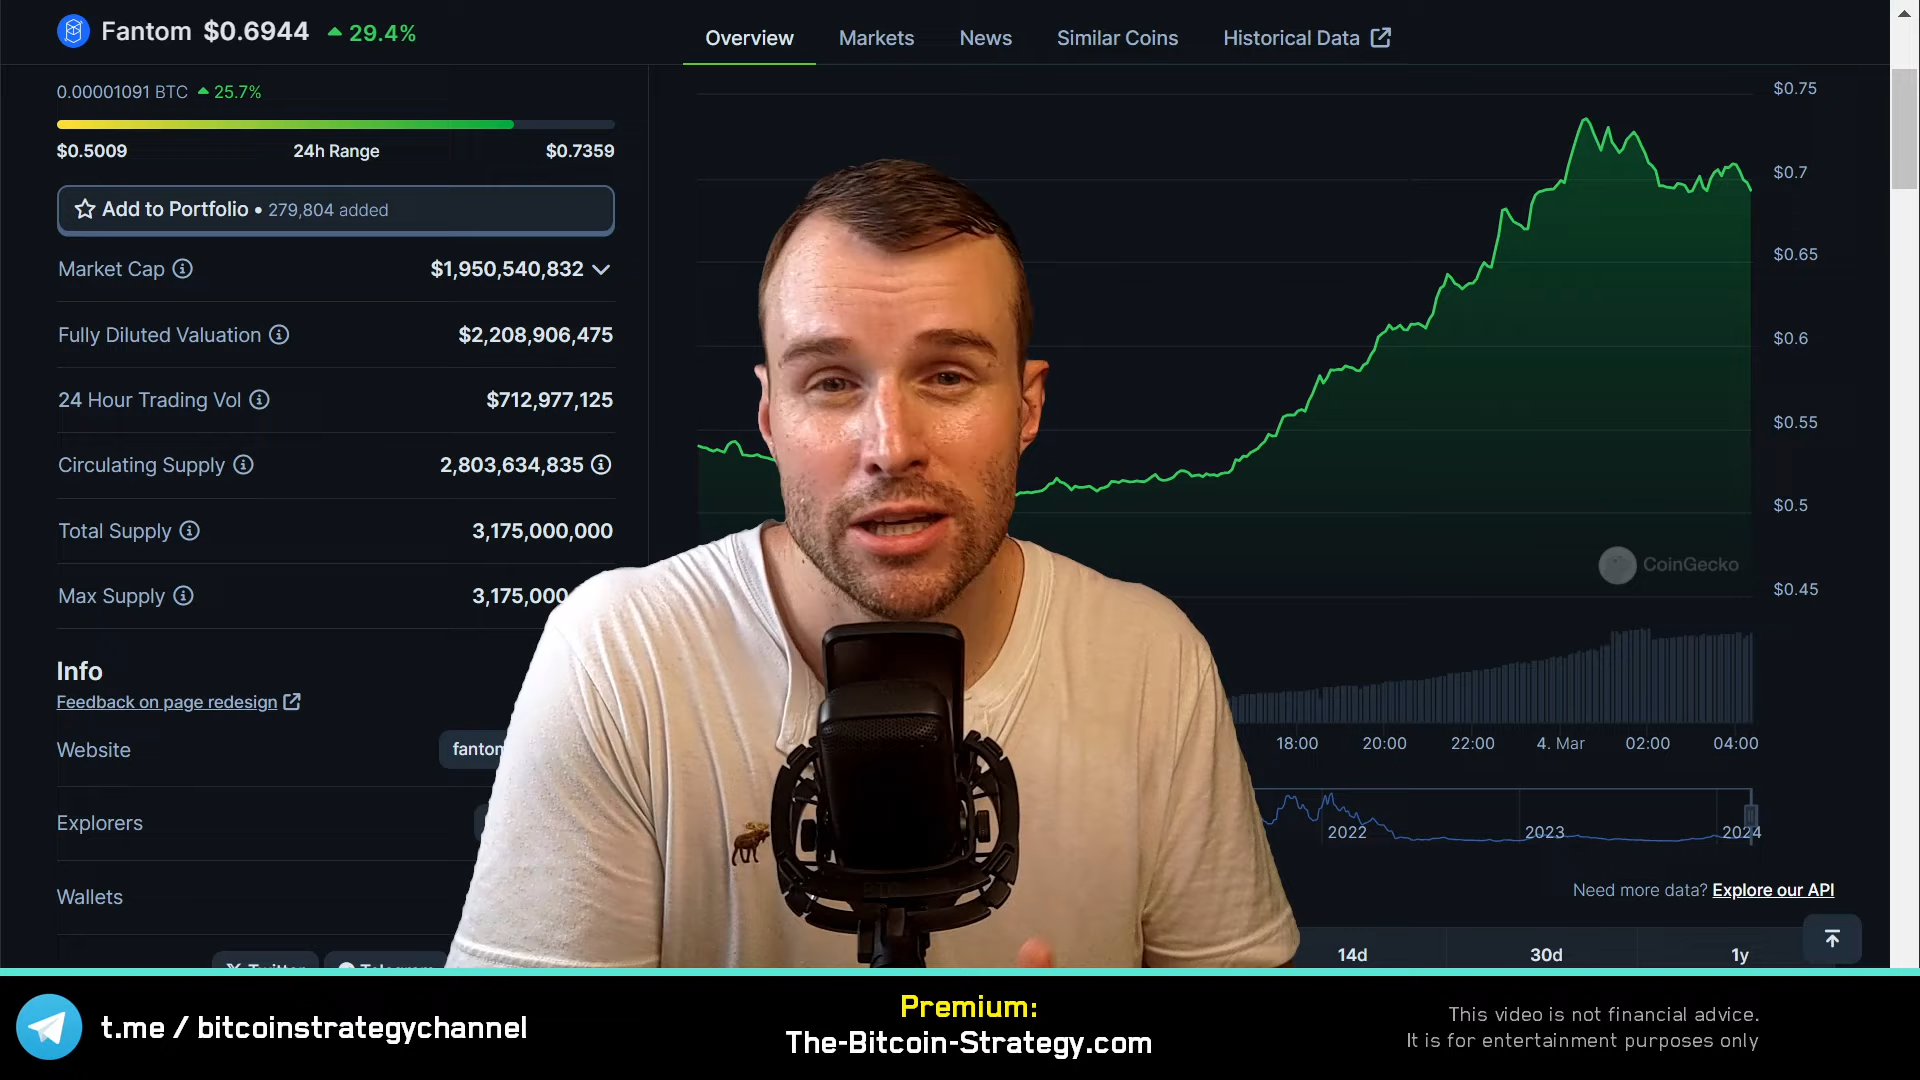 Fantom $0.6944 29.4%
Overview Markets News Similar Coins Historical Data
0.00001091 BTC 25.7%
$0.5009 24h Range $0.7359
Add to Portfolio • 279,804 added
Market Cap $1,950,540,832
Fully Diluted Valuation $2,208,906,475
24 Hour Trading Vol $712,977,125
Circulating Supply 2,803,634,835
Total Supply 3,175,000,000
Max Supply 3,175,000
Info
Feedback on page redesign
Website fantom
Explorers
Wallets
Twitter Telegram
$0.75
$0.7
$0.65
$0.6
$0.55
$0.5
$0.45
CoinGecko
18:00 20:00 22:00 4. Mar 02:00 04:00
2022 2023 2024
Need more data? Explore our API
14d 30d 1y
t.me / bitcoinstrategychannel
Premium:
The-Bitcoin-Strategy.com
This video is not financial advice.
It is for entertainment purposes only